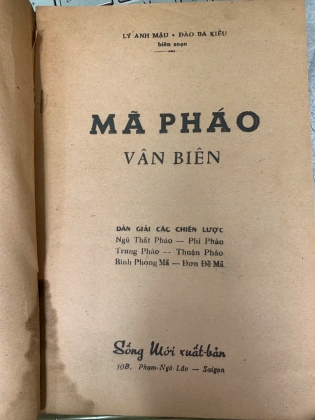 LÝ ANH MẬU - ĐÀO BÁ KIỀU
biên soạn
MÃ PHÁO
VÂN BIÊN
DẪN GIẢI CÁC CHIẾN LƯỢC
Ngũ Thất Pháo — Phi Pháo
Trung Pháo -- Thuận Pháo
Bình Phong Mã — Đơn Đề Mã
Sống Mới xuất-bản
30B, Phạm-Ngũ Lão — Saigon